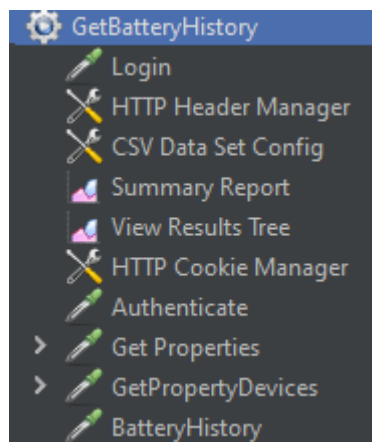 GetBatteryHistory
Login
HTTP Header Manager
CSV Data Set Config
Summary Report
View Results Tree
HTTP Cookie Manager
Authenticate
Get Properties
GetPropertyDevices
BatteryHistory